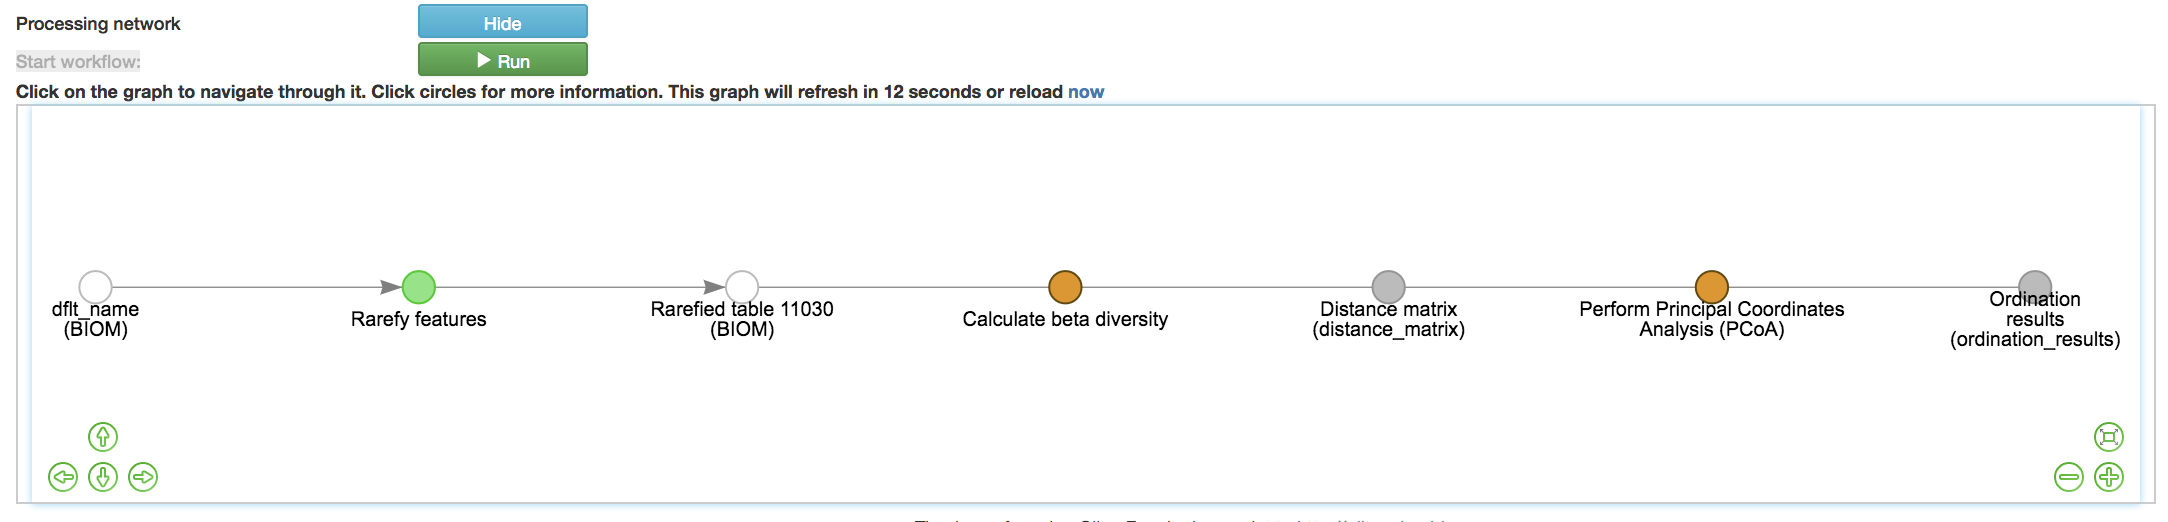 Processing network
Hide
Start workflow:
Run
Click on the graph to navigate through it. Click circles for more information. This graph will refresh in 12 seconds or reload now
dflt_name
(BIOM)
Rarefy features
Rarefied table 11030
(BIOM)
Calculate beta diversity
Distance matrix
(distance_matrix)
Perform Principal Coordinates
Analysis (PCoA)
Ordination
results
(ordination_results)